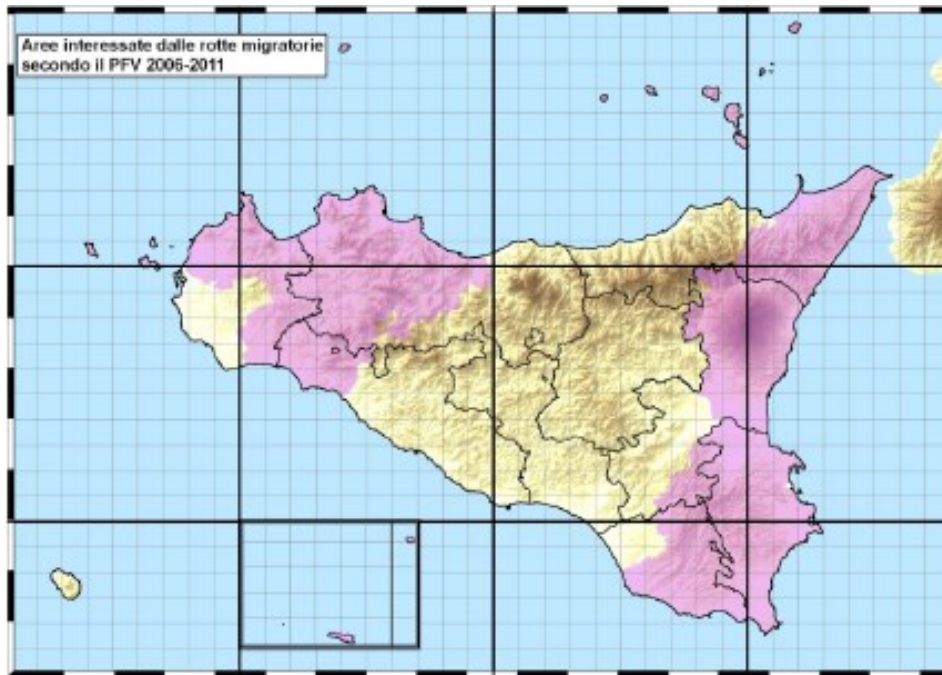 Aree interessate dalle rotte migratorie
secondo il PFV 2006-2011